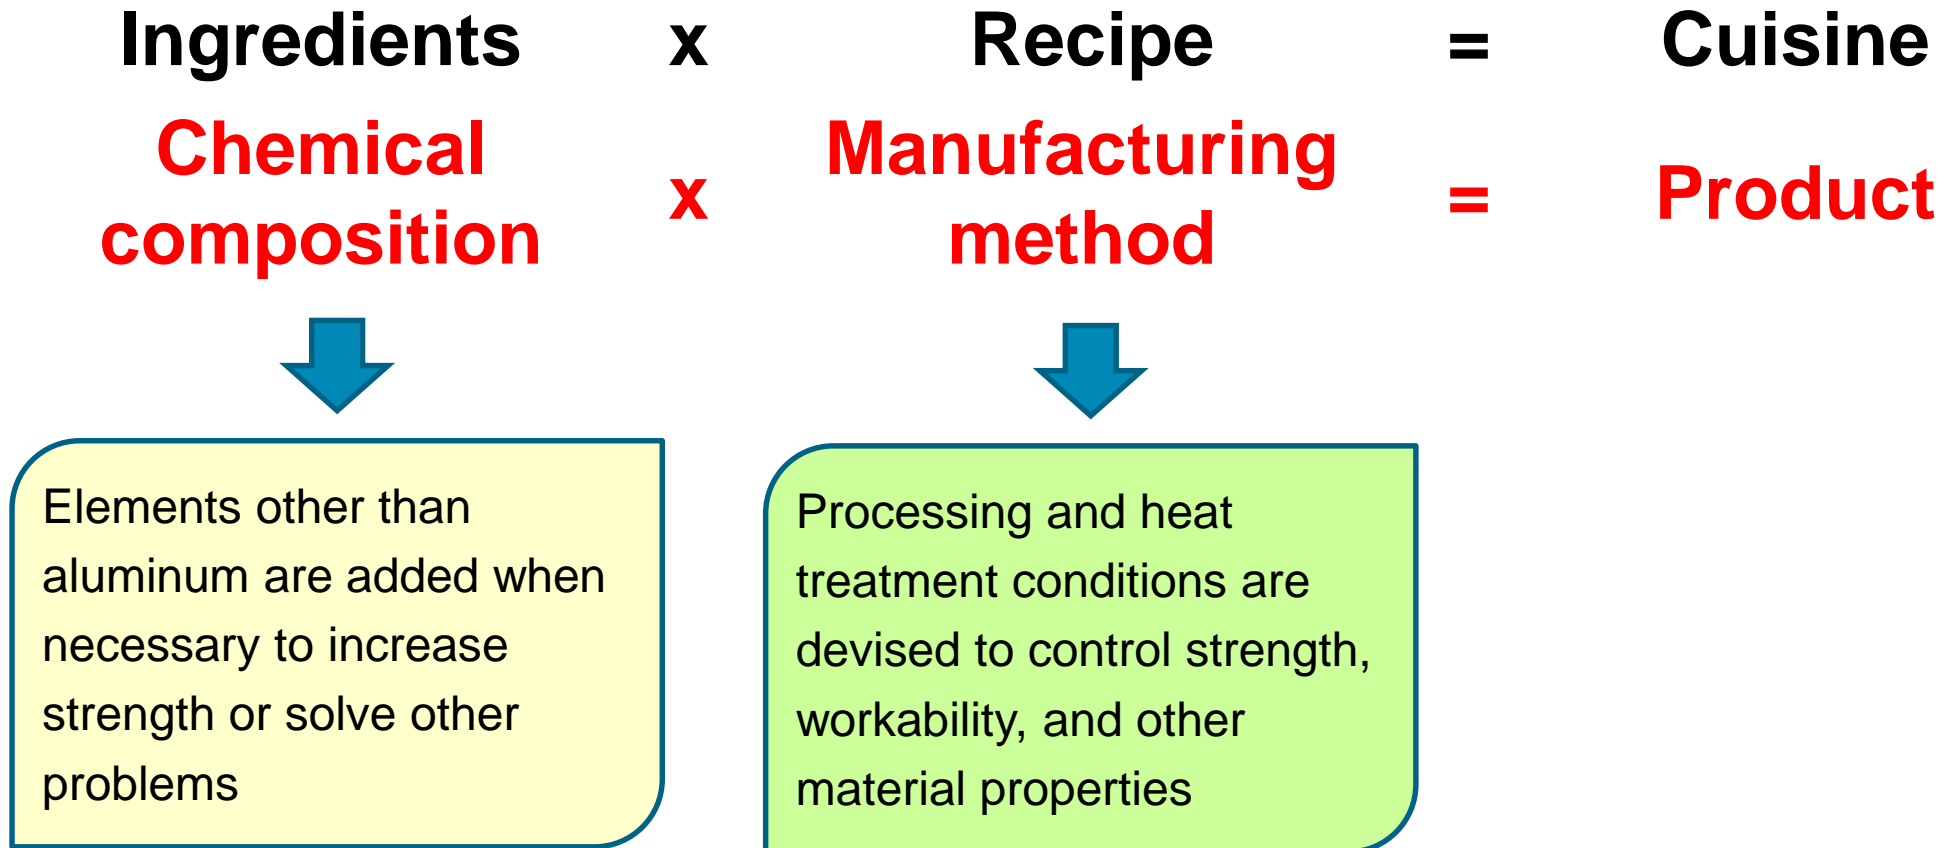 Ingredients x Recipe = Cuisine
Chemical
composition
x
Manufacturing
method
=
Product
Elements other than
aluminum are added when
necessary to increase
strength or solve other
problems
Processing and heat
treatment conditions are
devised to control strength,
workability, and other
material properties